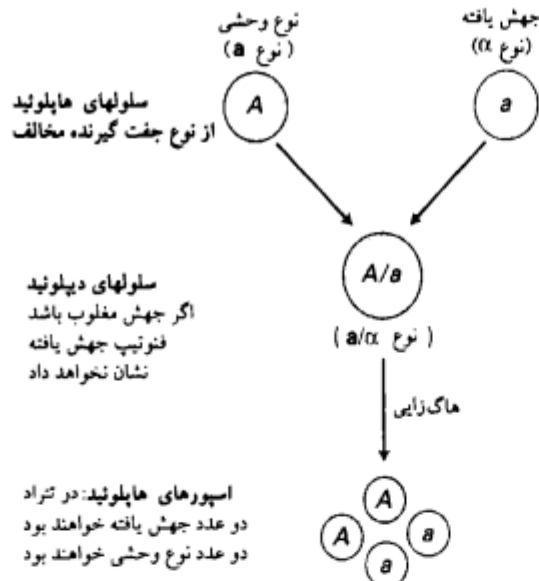 جهش یافته
(نوع α)
نوع وحشی
(نوع a)
a
A
سلولهای هاپلوئید
از نوع جفت گیرنده مخالف
A/a
(نوع a/α)
سلولهای دیپلوئید
اگر جهش مغلوب باشد
فنوتیپ جهش یافته
نشان نخواهد داد
هاگ‌زایی
A
A
a
a
اسپورهای هاپلوئید: در تتراد
دو عدد جهش یافته خواهند بود
دو عدد نوع وحشی خواهند بود